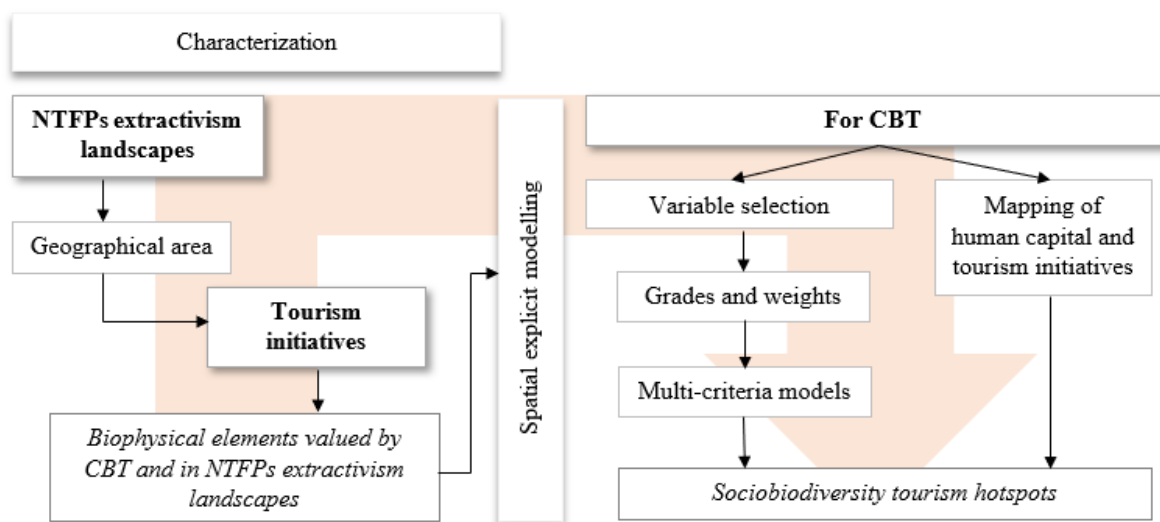 Characterization
NTFPs extractivism
landscapes
Geographical area
Tourism
initiatives
Biophysical elements valued by
CBT and in NTFPs extractivism
landscapes
Spatial explicit modelling
For CBT
Variable selection
Grades and weights
Multi-criteria models
Mapping of
human capital and
tourism initiatives
Sociobiodiversity tourism hotspots